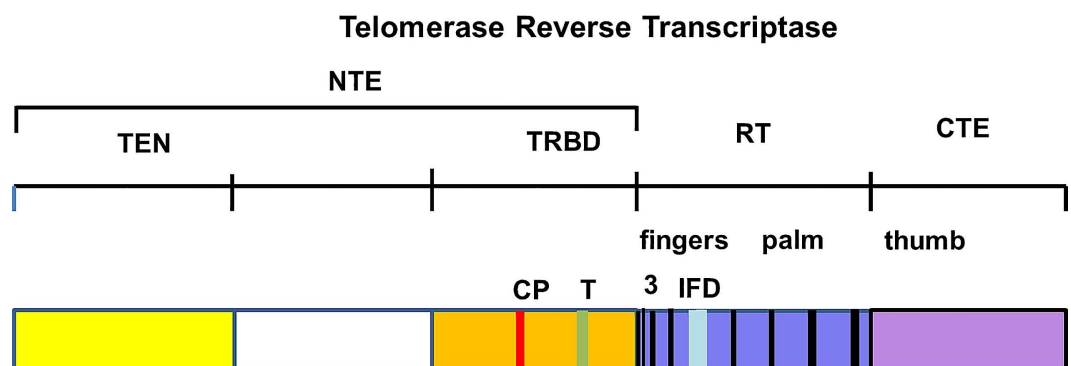 Telomerase Reverse Transcriptase
NTE
TEN TRBD RT CTE
fingers palm thumb
CP T 3 IFD